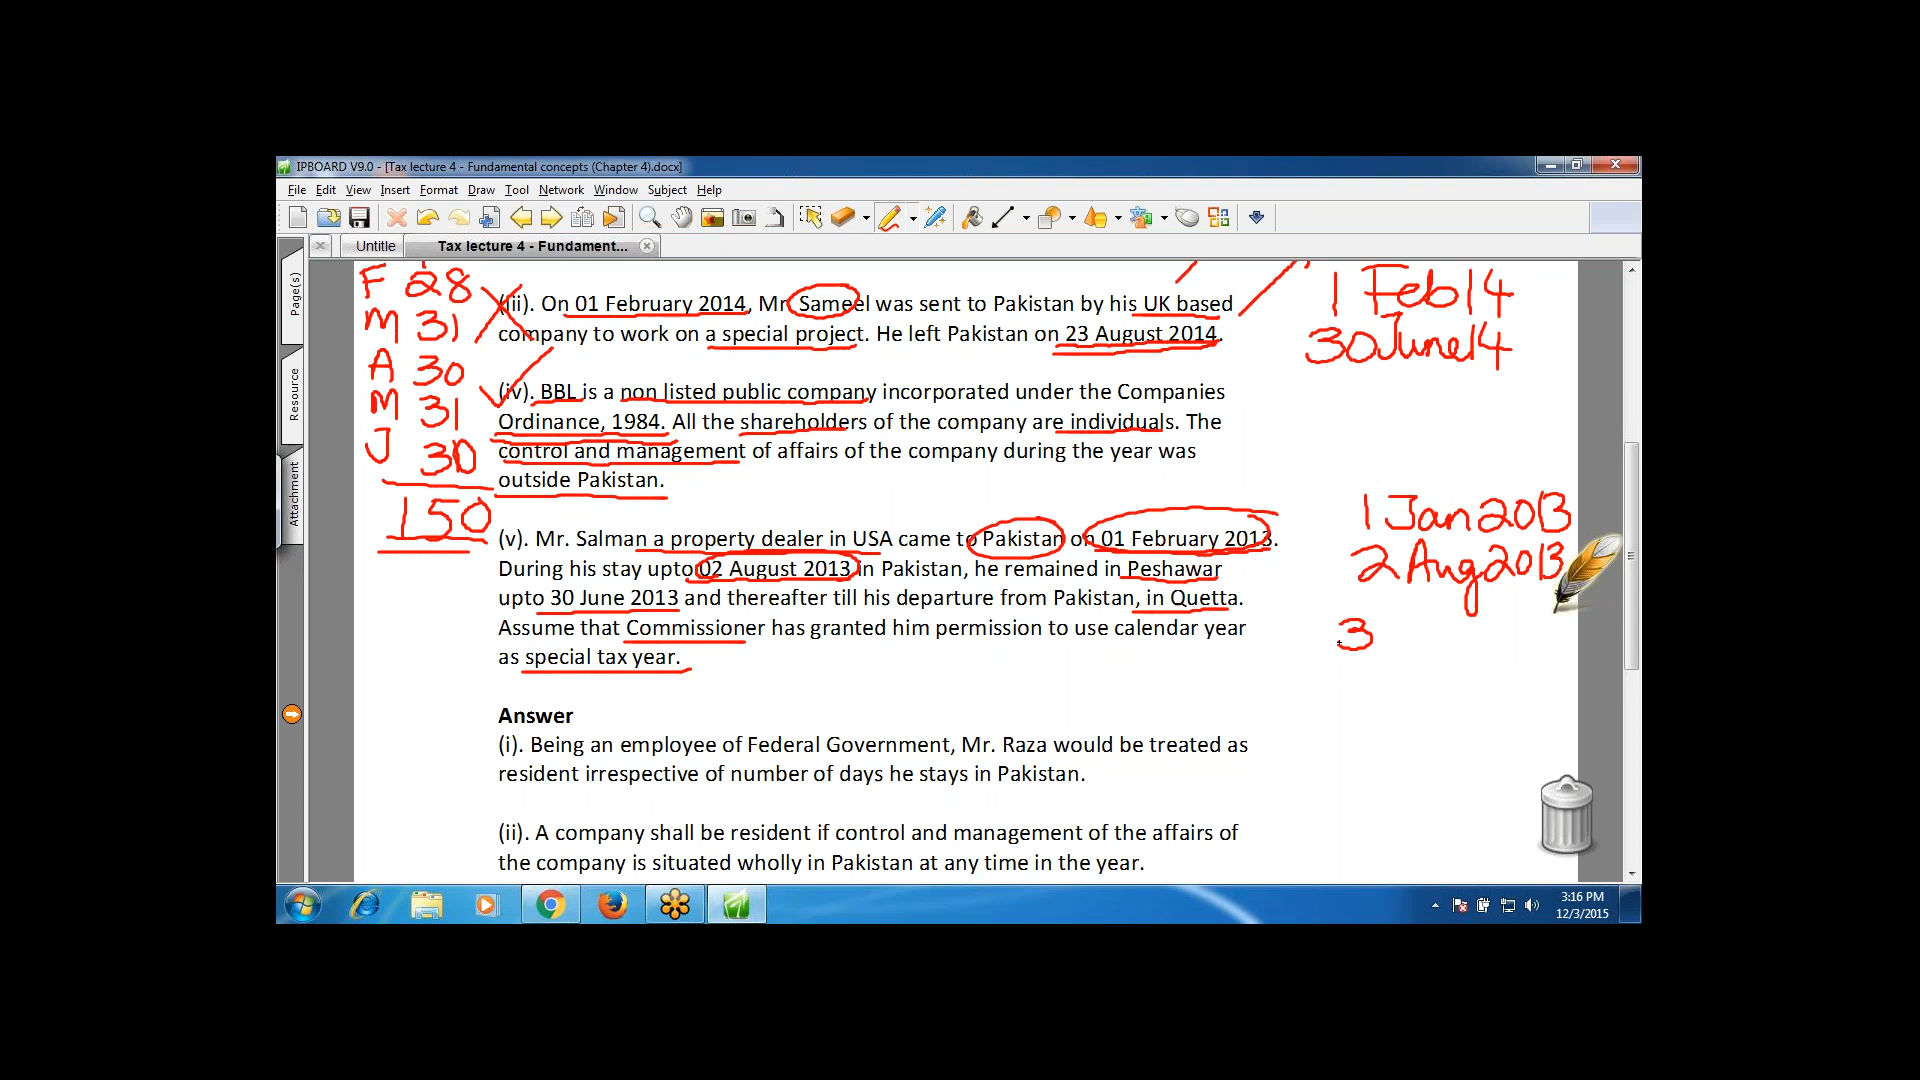 IPBOARD V9.0 - [Tax lecture 4 - Fundamental concepts (Chapter 4).docx]
File Edit View Insert Format Draw Tool Network Window Subject Help
Untitle
Tax lecture 4 - Fundament...
Page(s)
Resource
Attachment
F 28
M 31
A 30
M 31
J 30
150
(iii). On 01 February 2014, Mr. Sameel was sent to Pakistan by his UK based
company to work on a special project. He left Pakistan on 23 August 2014.
1 Feb 14
30 June 14
(iv). BBL is a non listed public company incorporated under the Companies
Ordinance, 1984. All the shareholders of the company are individuals. The
control and management of affairs of the company during the year was
outside Pakistan.
(v). Mr. Salman a property dealer in USA came to Pakistan on 01 February 2013.
During his stay upto 02 August 2013 in Pakistan, he remained in Peshawar
upto 30 June 2013 and thereafter till his departure from Pakistan, in Quetta.
Assume that Commissioner has granted him permission to use calendar year
as special tax year.
1 Jan 2013
2 Aug 2013
3
Answer
(i). Being an employee of Federal Government, Mr. Raza would be treated as
resident irrespective of number of days he stays in Pakistan.
(ii). A company shall be resident if control and management of the affairs of
the company is situated wholly in Pakistan at any time in the year.
3:16 PM
12/3/2015